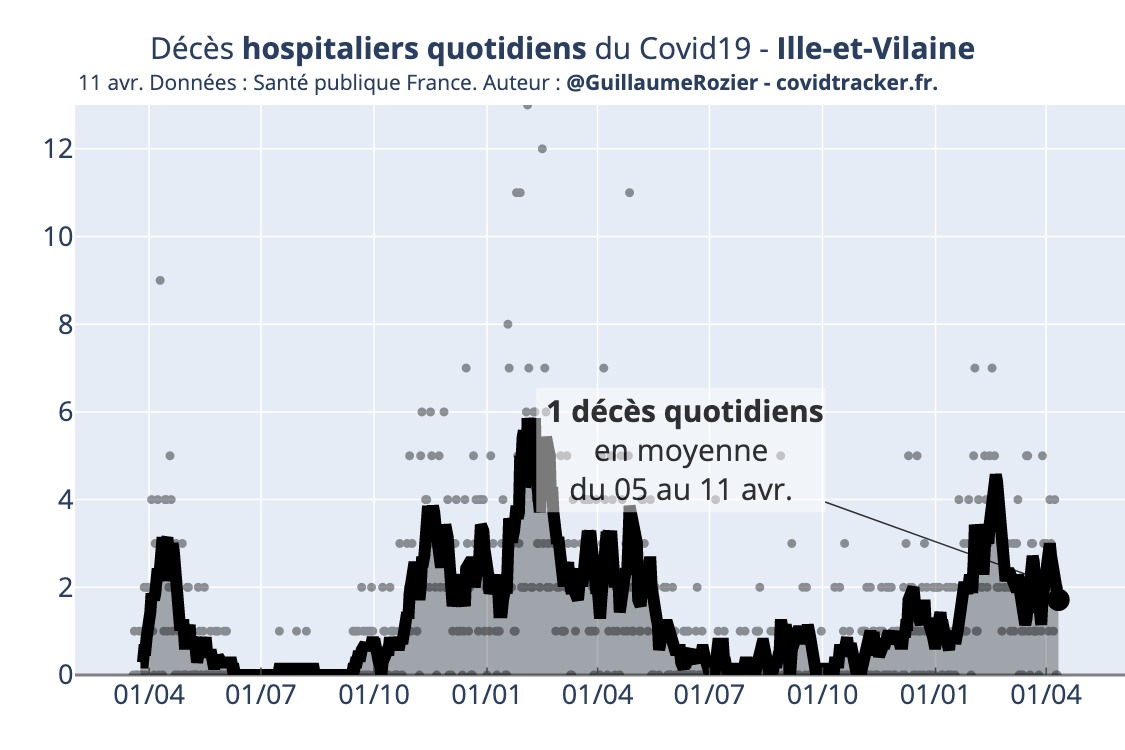 Décès hospitaliers quotidiens du Covid19 - Ille-et-Vilaine
11 avr. Données : Santé publique France. Auteur : @GuillaumeRozier - covidtracker.fr.
12
10
8
6
4
2
0
1 décès quotidiens
en moyenne
du 05 au 11 avr.
01/04 01/07 01/10 01/01 01/04 01/07 01/10 01/01 01/04